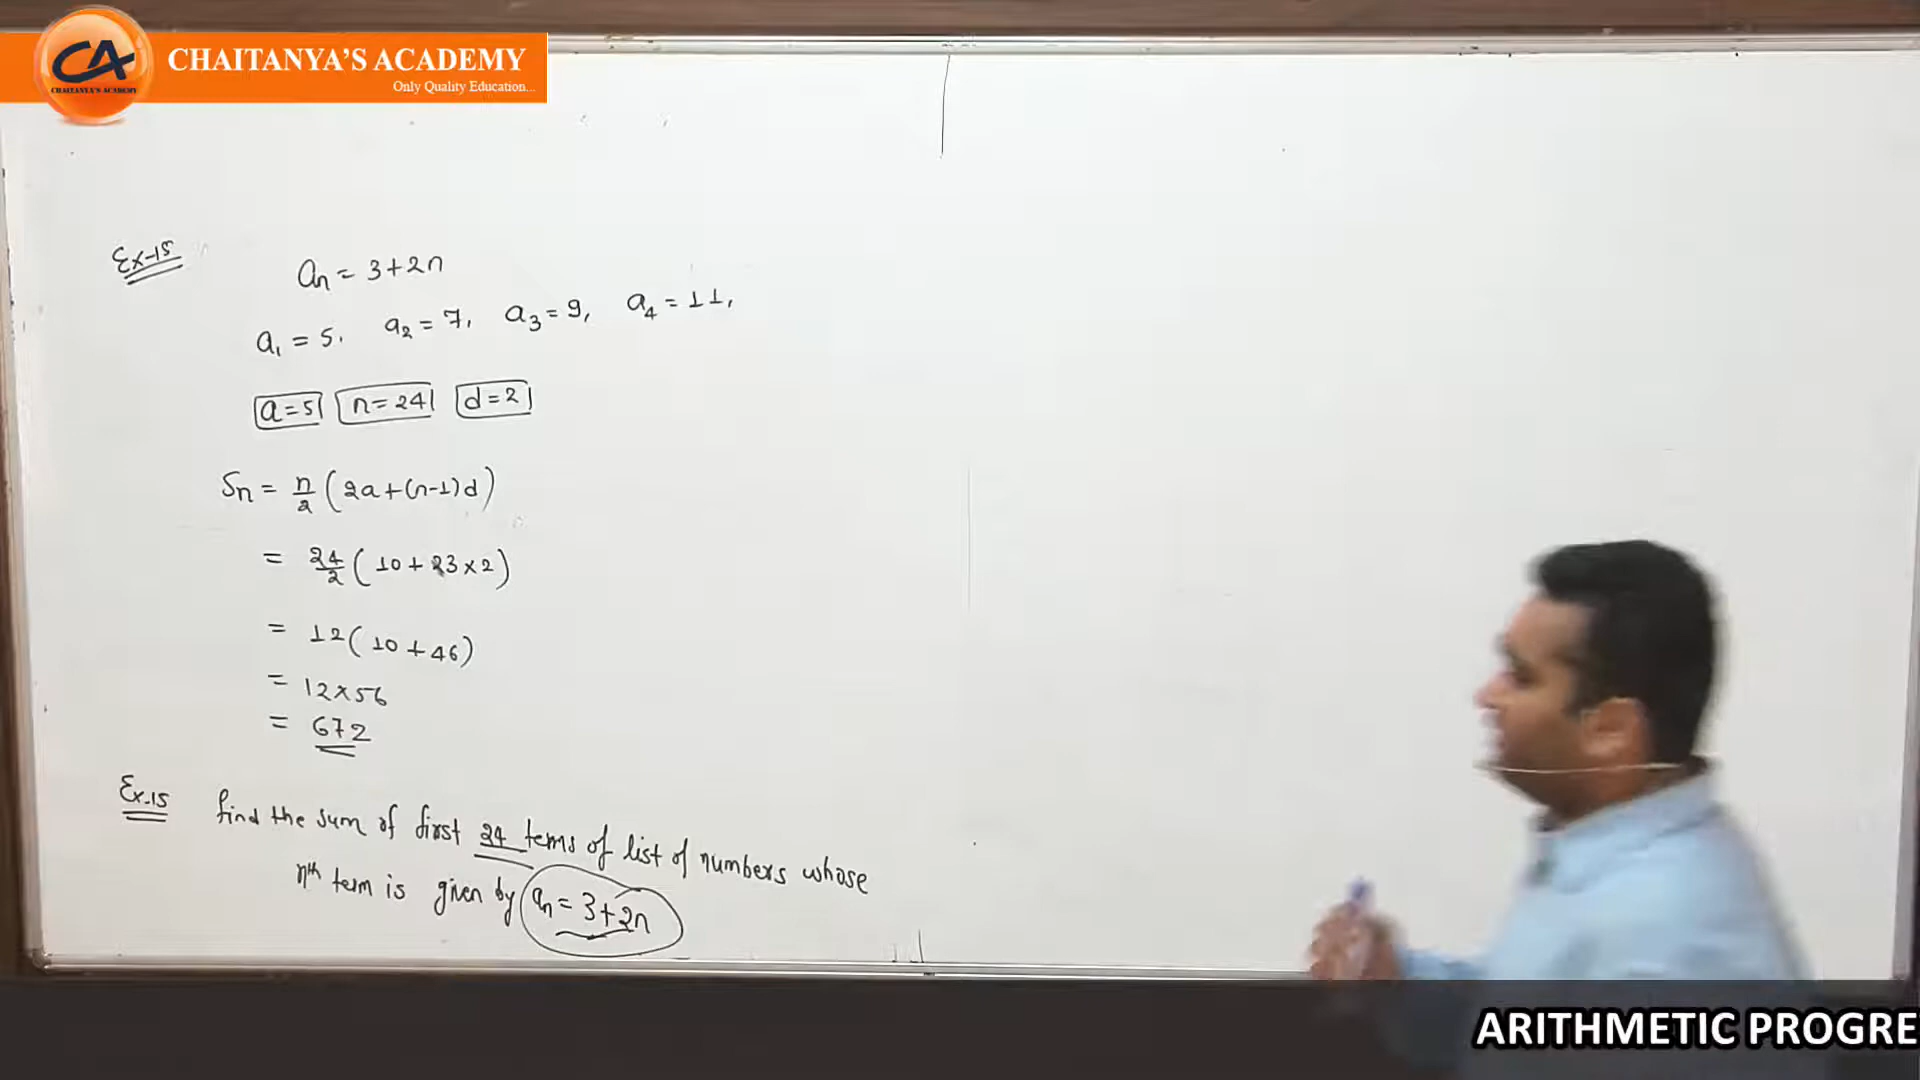 CA
CHAITANYA'S ACADEMY
CHAITANYA'S ACADEMY
Only Quality Education...
Ex-15
an = 3+2n
a1 = 5, a2 = 7, a3 = 9, a4 = 11,
a=5 n=24 d=2
Sn = n/2 (2a+(n-1)d)
= 24/2 (10+23×2)
= 12(10+46)
= 12×56
= 672
Ex-15 find the sum of first 24 terms of list of numbers whose
nth term is given by an = 3+2n
ARITHMETIC PROGRE